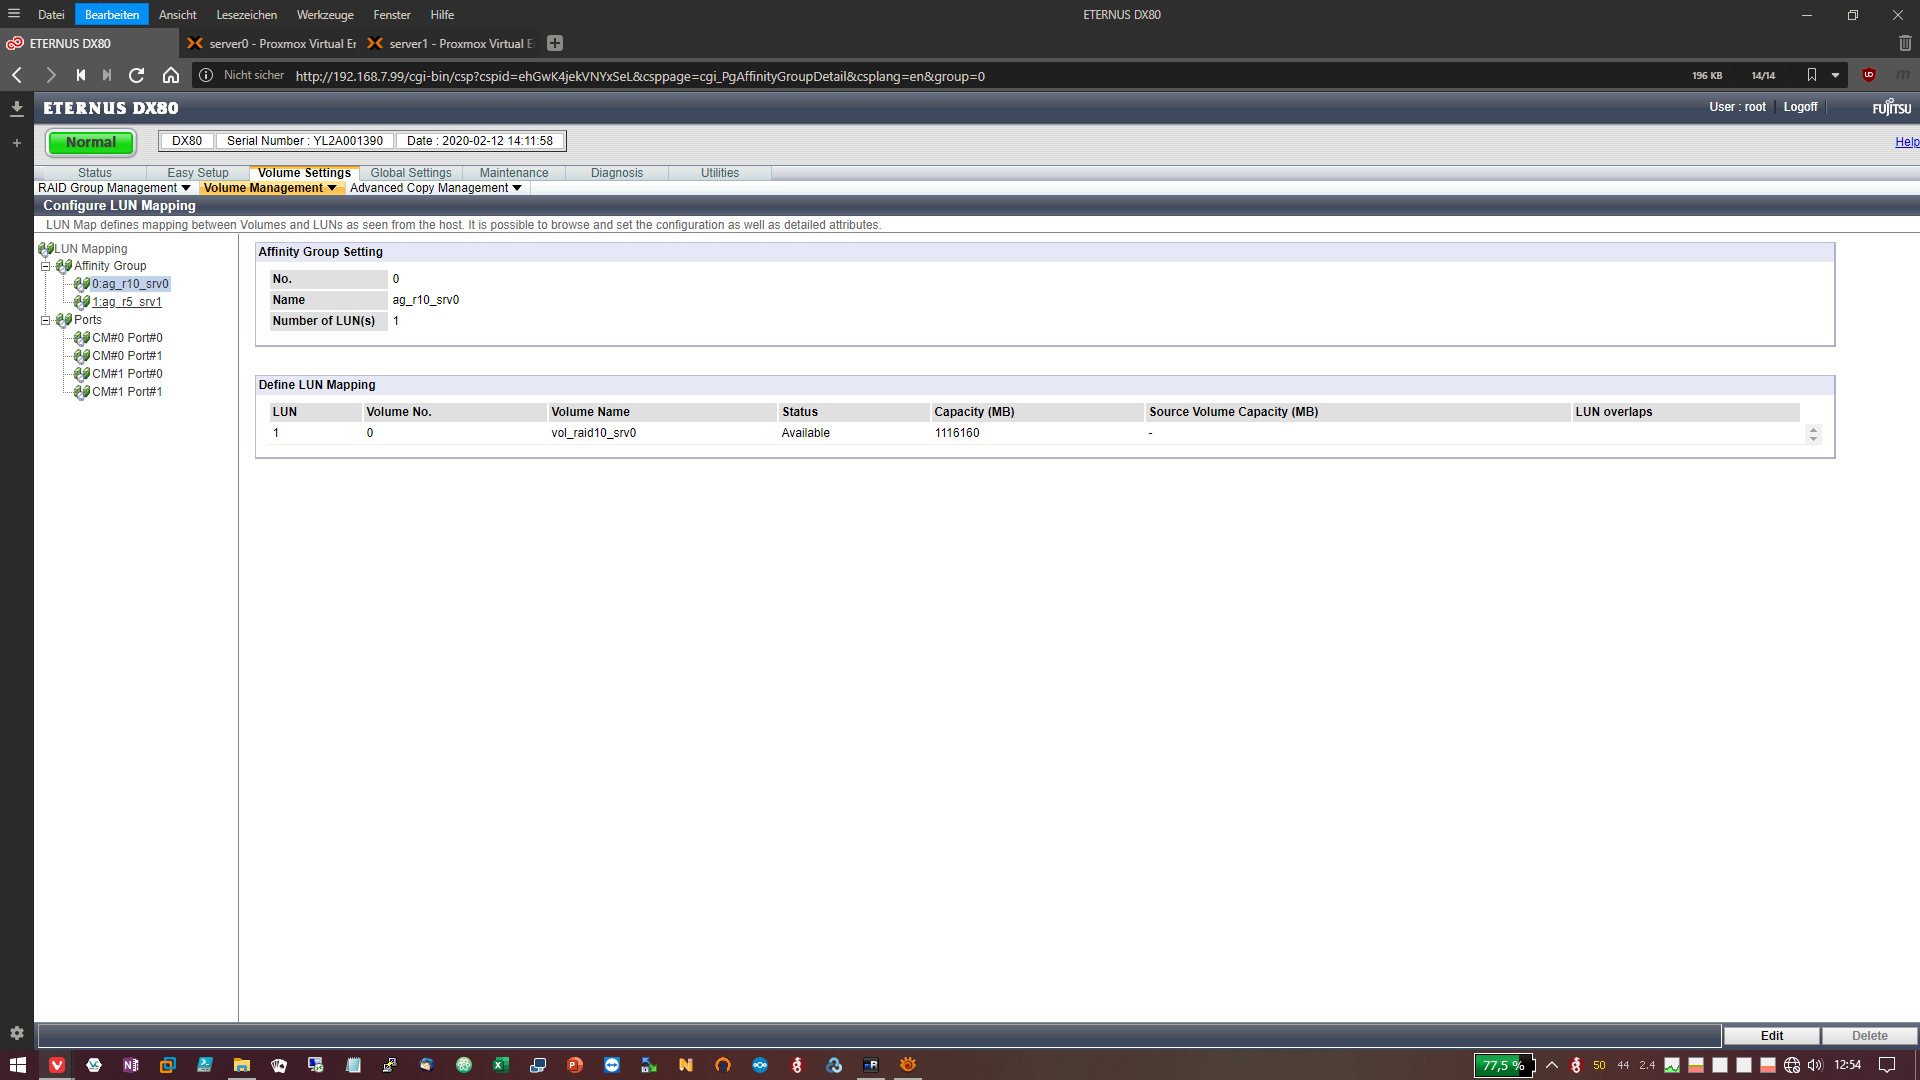 Datei Bearbeiten Ansicht Lesezeichen Werkzeuge Fenster Hilfe ETERNUS DX80
ETERNUS DX80 server0 - Proxmox Virtual Er server1 - Proxmox Virtual E
Nicht sicher http://192.168.7.99/cgi-bin/csp?cspid=ehGwK4jekVNYxSeL&csppage=cgi_PgAffinityGroupDetail&csplang=en&group=0 196 KB 14/14
ETERNUS DX80 User : root Logoff FUJITSU
Normal DX80 Serial Number : YL2A001390 Date : 2020-02-12 14:11:58 Help
Status Easy Setup Volume Settings Global Settings Maintenance Diagnosis Utilities
RAID Group Management Volume Management Advanced Copy Management
Configure LUN Mapping
LUN Map defines mapping between Volumes and LUNs as seen from the host. It is possible to browse and set the configuration as well as detailed attributes.
LUN Mapping
Affinity Group
0:ag_r10_srv0
1:ag_r5_srv1
Ports
CM#0 Port#0
CM#0 Port#1
CM#1 Port#0
CM#1 Port#1
Affinity Group Setting
No. 0
Name ag_r10_srv0
Number of LUN(s) 1
Define LUN Mapping
LUN Volume No. Volume Name Status Capacity (MB) Source Volume Capacity (MB) LUN overlaps
1 0 vol_raid10_srv0 Available 1116160 -
Edit Delete
77,5 % 50 44 2.4 12:54